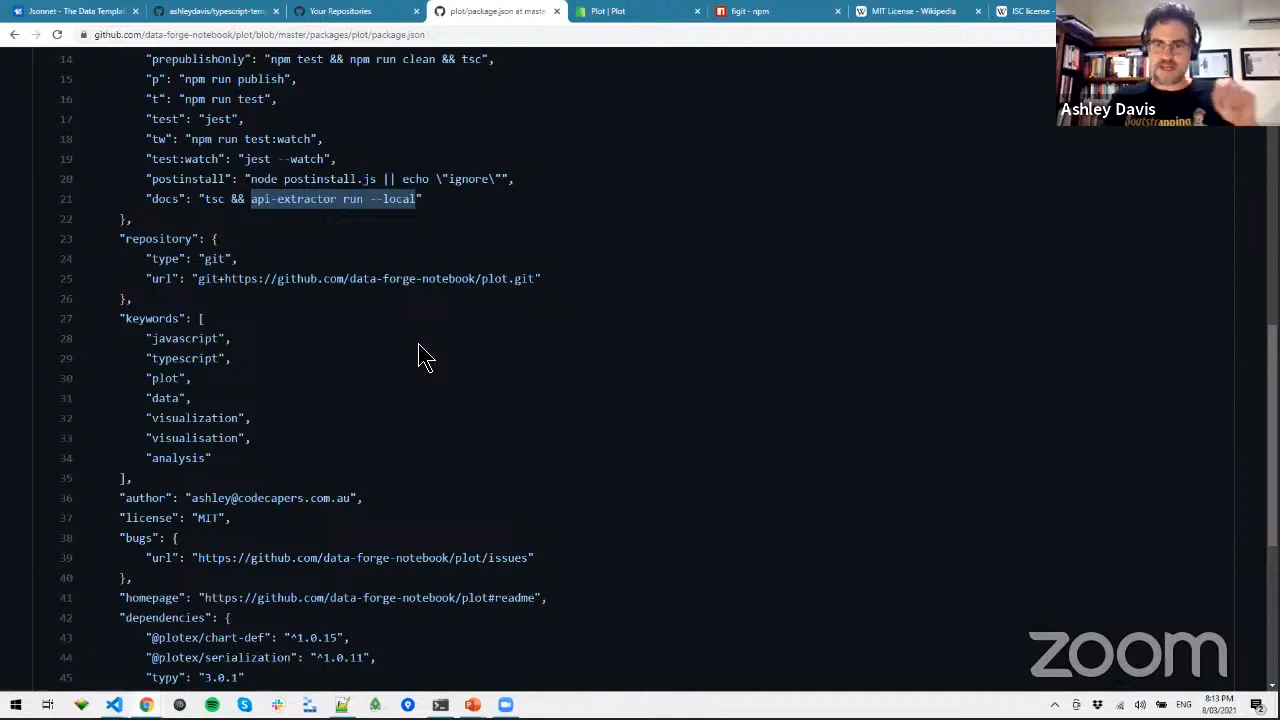 Jsonnet - The Data Templa
ashleydavis/typescript-tem
Your Repositories
plot/package.json at maste
Plot | Plot
figit - npm
MIT License - Wikipedia
ISC license -
github.com/data-forge-notebook/plot/blob/master/packages/plot/package.json
14 "prepublishOnly": "npm test && npm run clean && tsc",
15 "p": "npm run publish",
16 "t": "npm run test",
17 "test": "jest",
18 "tw": "npm run test:watch",
19 "test:watch": "jest --watch",
20 "postinstall": "node postinstall.js || echo \"ignore\"",
21 "docs": "tsc && api-extractor run --local"
22 },
23 "repository": {
24 "type": "git",
25 "url": "git+https://github.com/data-forge-notebook/plot.git"
26 },
27 "keywords": [
28 "javascript",
29 "typescript",
30 "plot",
31 "data",
32 "visualization",
33 "visualisation",
34 "analysis"
35 ],
36 "author": "ashley@codecapers.com.au",
37 "license": "MIT",
38 "bugs": {
39 "url": "https://github.com/data-forge-notebook/plot/issues"
40 },
41 "homepage": "https://github.com/data-forge-notebook/plot#readme",
42 "dependencies": {
43 "@plotex/chart-def": "^1.0.15",
44 "@plotex/serialization": "^1.0.11",
45 "typy": "3.0.1"
Ashley Davis
zoom
ENG
8:13 PM
8/03/2021
2